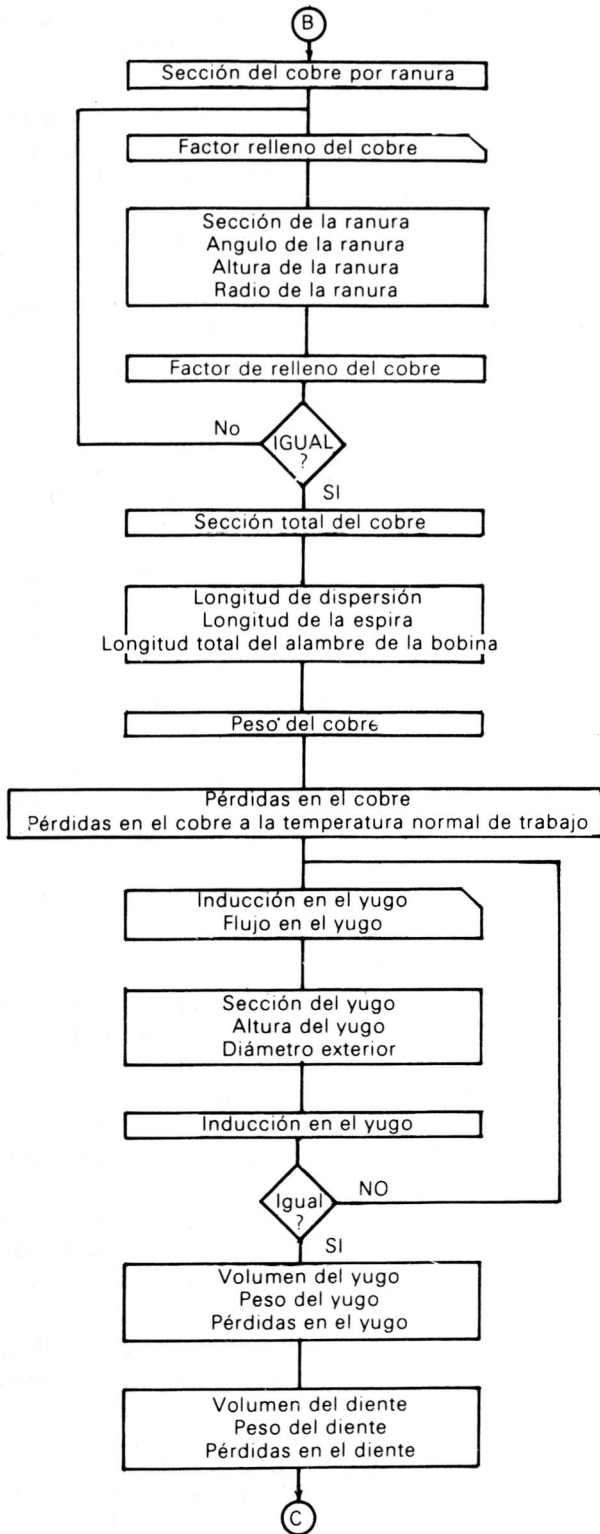 B
Sección del cobre por ranura
Factor relleno del cobre
Sección de la ranura
Angulo de la ranura
Altura de la ranura
Radio de la ranura
Factor de relleno del cobre
No
IGUAL
?
SI
Sección total del cobre
Longitud de dispersión
Longitud de la espira
Longitud total del alambre de la bobina
Peso del cobre
Pérdidas en el cobre
Pérdidas en el cobre a la temperatura normal de trabajo
Inducción en el yugo
Flujo en el yugo
Sección del yugo
Altura del yugo
Diámetro exterior
Inducción en el yugo
Igual
?
NO
SI
Volumen del yugo
Peso del yugo
Pérdidas en el yugo
Volumen del diente
Peso del diente
Pérdidas en el diente
C